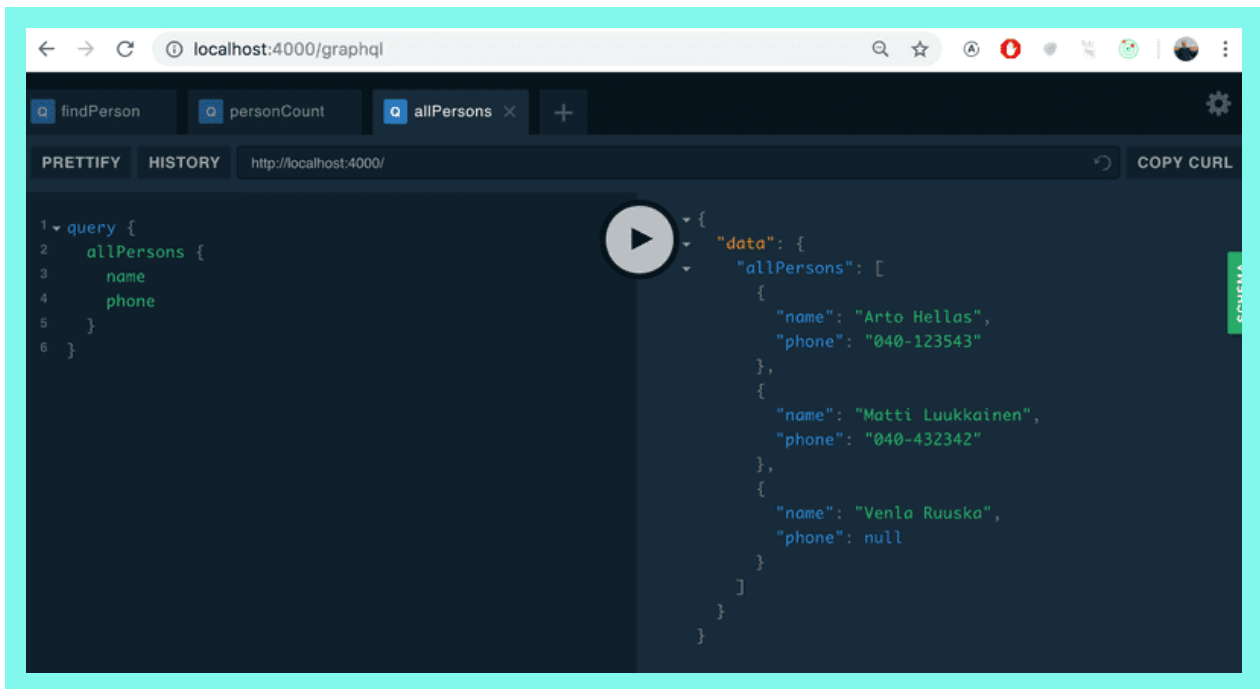 localhost:4000/graphql
Q findPerson Q personCount Q allPersons × +
PRETTIFY HISTORY http://localhost:4000/ COPY CURL
1 query {
2 allPersons {
3 name
4 phone
5 }
6 }
{
"data": {
"allPersons": [
{
"name": "Arto Hellas",
"phone": "040-123543"
},
{
"name": "Matti Luukkainen",
"phone": "040-432342"
},
{
"name": "Venla Ruuska",
"phone": null
}
]
}
}
SCHEMA